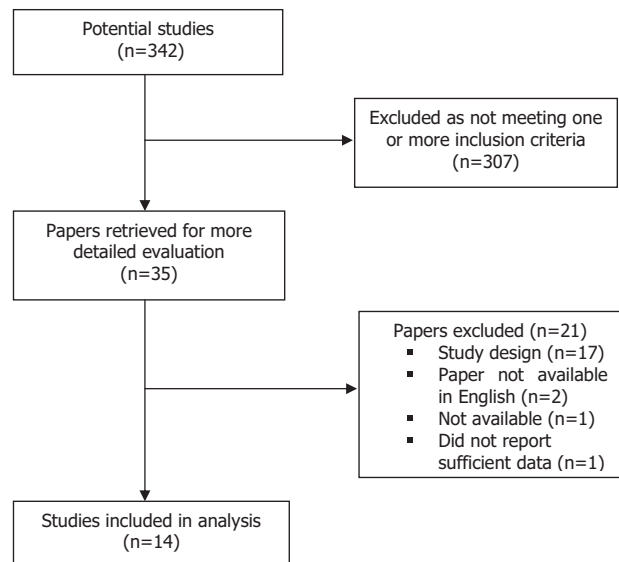 Potential studies
(n=342)
Excluded as not meeting one
or more inclusion criteria
(n=307)
Papers retrieved for more
detailed evaluation
(n=35)
Papers excluded (n=21)
▪ Study design (n=17)
▪ Paper not available
in English (n=2)
▪ Not available (n=1)
▪ Did not report
sufficient data (n=1)
Studies included in analysis
(n=14)